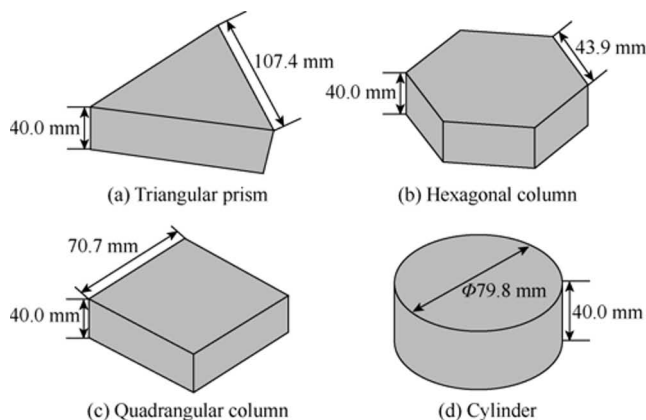 107.4 mm
40.0 mm
(a) Triangular prism
43.9 mm
40.0 mm
(b) Hexagonal column
70.7 mm
40.0 mm
(c) Quadrangular column
Φ79.8 mm
40.0 mm
(d) Cylinder